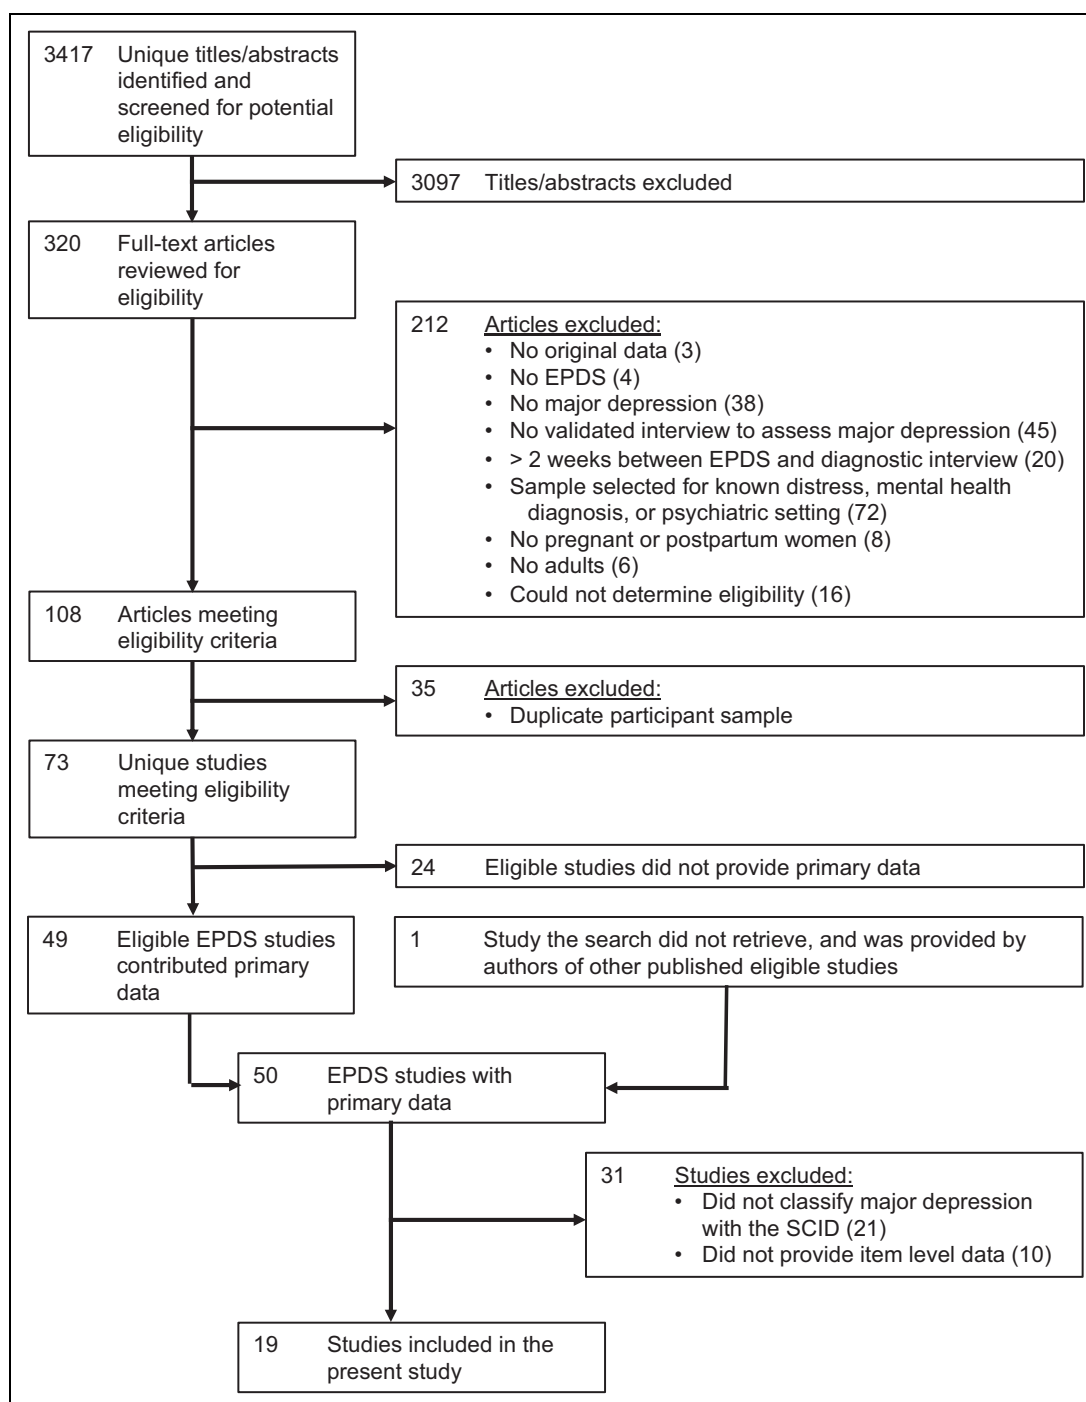 3417 Unique titles/abstracts
identified and
screened for potential
eligibility
3097 Titles/abstracts excluded
320 Full-text articles
reviewed for
eligibility
212 Articles excluded:
• No original data (3)
• No EPDS (4)
• No major depression (38)
• No validated interview to assess major depression (45)
• > 2 weeks between EPDS and diagnostic interview (20)
• Sample selected for known distress, mental health
diagnosis, or psychiatric setting (72)
• No pregnant or postpartum women (8)
• No adults (6)
• Could not determine eligibility (16)
108 Articles meeting
eligibility criteria
35 Articles excluded:
• Duplicate participant sample
73 Unique studies
meeting eligibility
criteria
24 Eligible studies did not provide primary data
49 Eligible EPDS studies
contributed primary
data
1 Study the search did not retrieve, and was provided by
authors of other published eligible studies
50 EPDS studies with
primary data
31 Studies excluded:
• Did not classify major depression
with the SCID (21)
• Did not provide item level data (10)
19 Studies included in the
present study